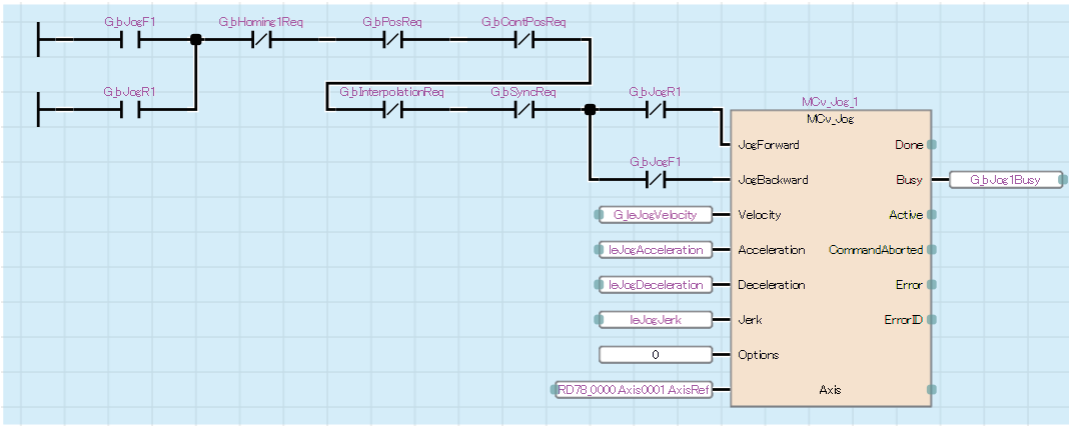 G_bJogF1
G_bHoming1Req
G_bPosReq
G_bContPosReq
G_bJogR1
G_bInterpolationReq
G_bSyncReq
G_bJogR1
MCv_Jog_1
MCv_Jog
JogForward
Done
G_bJogF1
JogBackward
Busy
G_bJog1Busy
G_leJogVelocity
Velocity
Active
leJogAcceleration
Acceleration
CommandAborted
leJogDeceleration
Deceleration
Error
leJogJerk
Jerk
ErrorID
0
Options
RD78_0000.Axis0001.AxisRef
Axis